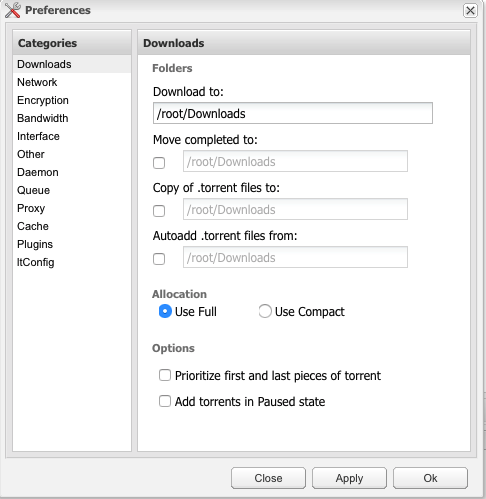 Preferences
Categories
Downloads
Network
Encryption
Bandwidth
Interface
Other
Daemon
Queue
Proxy
Cache
Plugins
ltConfig
Downloads
Folders
Download to:
/root/Downloads
Move completed to:
/root/Downloads
Copy of .torrent files to:
/root/Downloads
Autoadd .torrent files from:
/root/Downloads
Allocation
Use Full Use Compact
Options
Prioritize first and last pieces of torrent
Add torrents in Paused state
Close Apply Ok